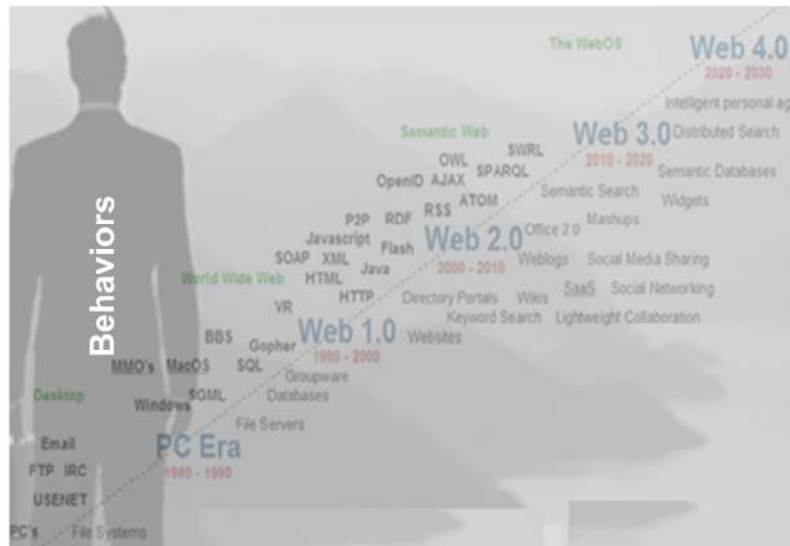 The WebOS
Web 4.0
2020 - 2030
Intelligent personal ag
Semantic Web
Web 3.0
Distributed Search
2010 - 2020
SWRL
OWL
SPARQL
Semantic Databases
OpenID AJAX
Semantic Search
Widgets
ATOM
P2P RDF RSS
Mashups
Office 2 0
Javascript
Flash
Web 2.0
SOAP XML
Weblogs Social Media Sharing
Java
2000 - 2010
World Wide Web
HTML
SaaS Social Networking
HTTP
Directory Portals Wikis
VR
Keyword Search Lightweight Collaboration
Behaviors
BBS
Web 1.0
Websites
Gopher
1990 - 2000
MMO's MacOS
SQL
Groupware
Desktop
SGML
Databases
Windows
File Servers
Email
PC Era
FTP IRC
1980 - 1990
USENET
PC's File Systems